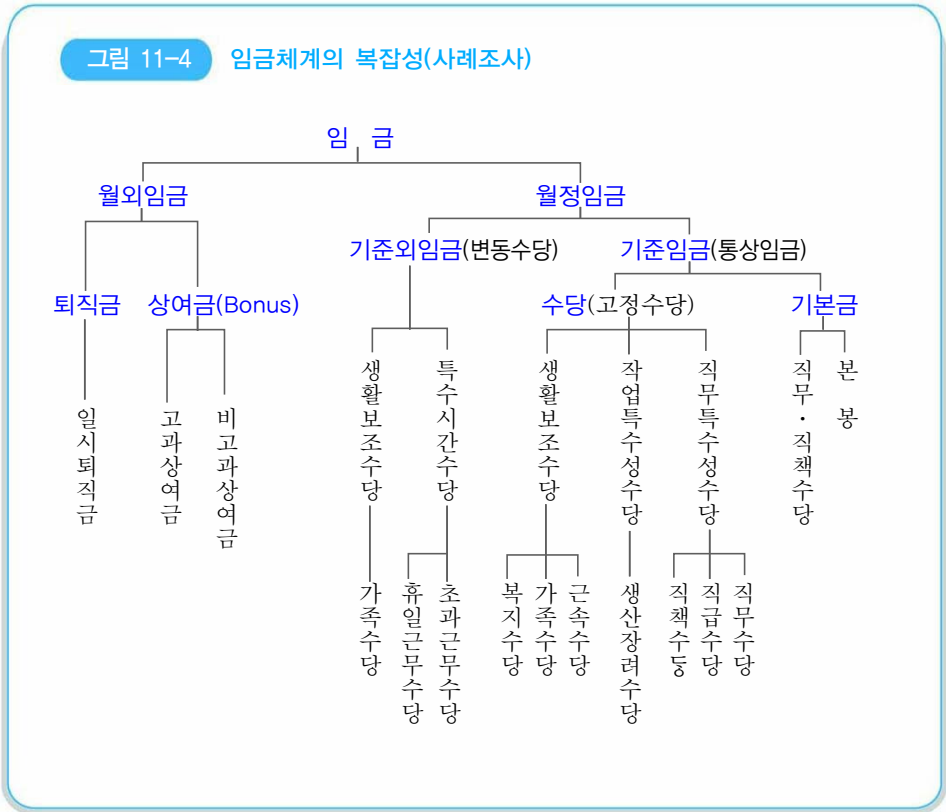 그림 11-4 임금체계의 복잡성(사례조사)
임 금
월외임금
월정임금
기준외임금(변동수당)
기준임금(통상임금)
퇴직금
상여금(Bonus)
수당(고정수당)
기본금
일시퇴직금
고과상여금
비고과상여금
생활보조수당
특수시간수당
생활보조수당
작업특수성수당
직무특수성수당
직무·직책수당
본 봉
가족수당
휴일근무수당
초과근무수당
복지수당
가족수당
근속수당
생산장려수당
직책수둥
직급수당
직무수당